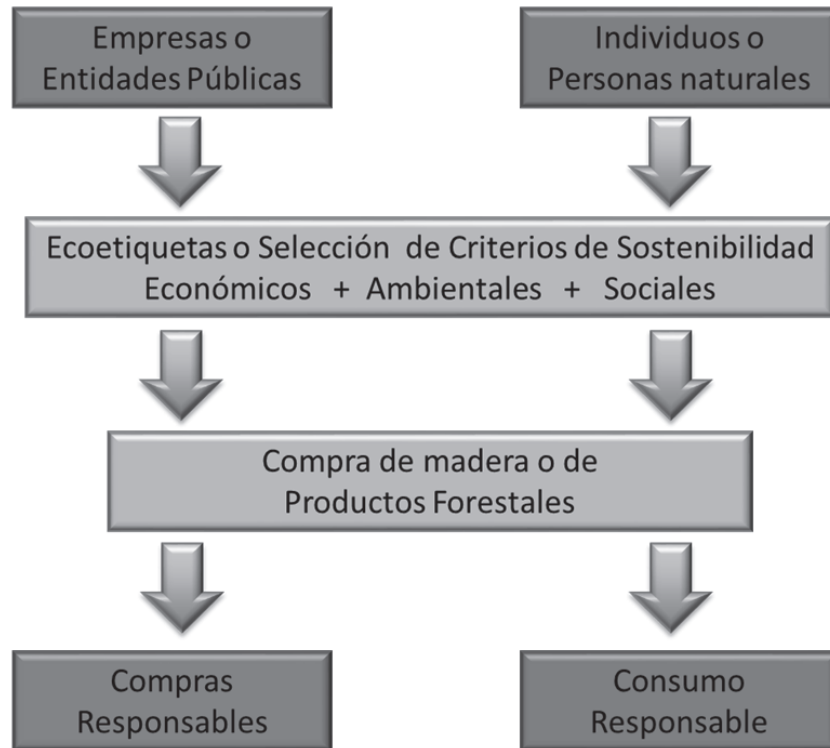 Empresas o
Entidades Públicas
Individuos o
Personas naturales
Ecoetiquetas o Selección de Criterios de Sostenibilidad
Económicos + Ambientales + Sociales
Compra de madera o de
Productos Forestales
Compras
Responsables
Consumo
Responsable